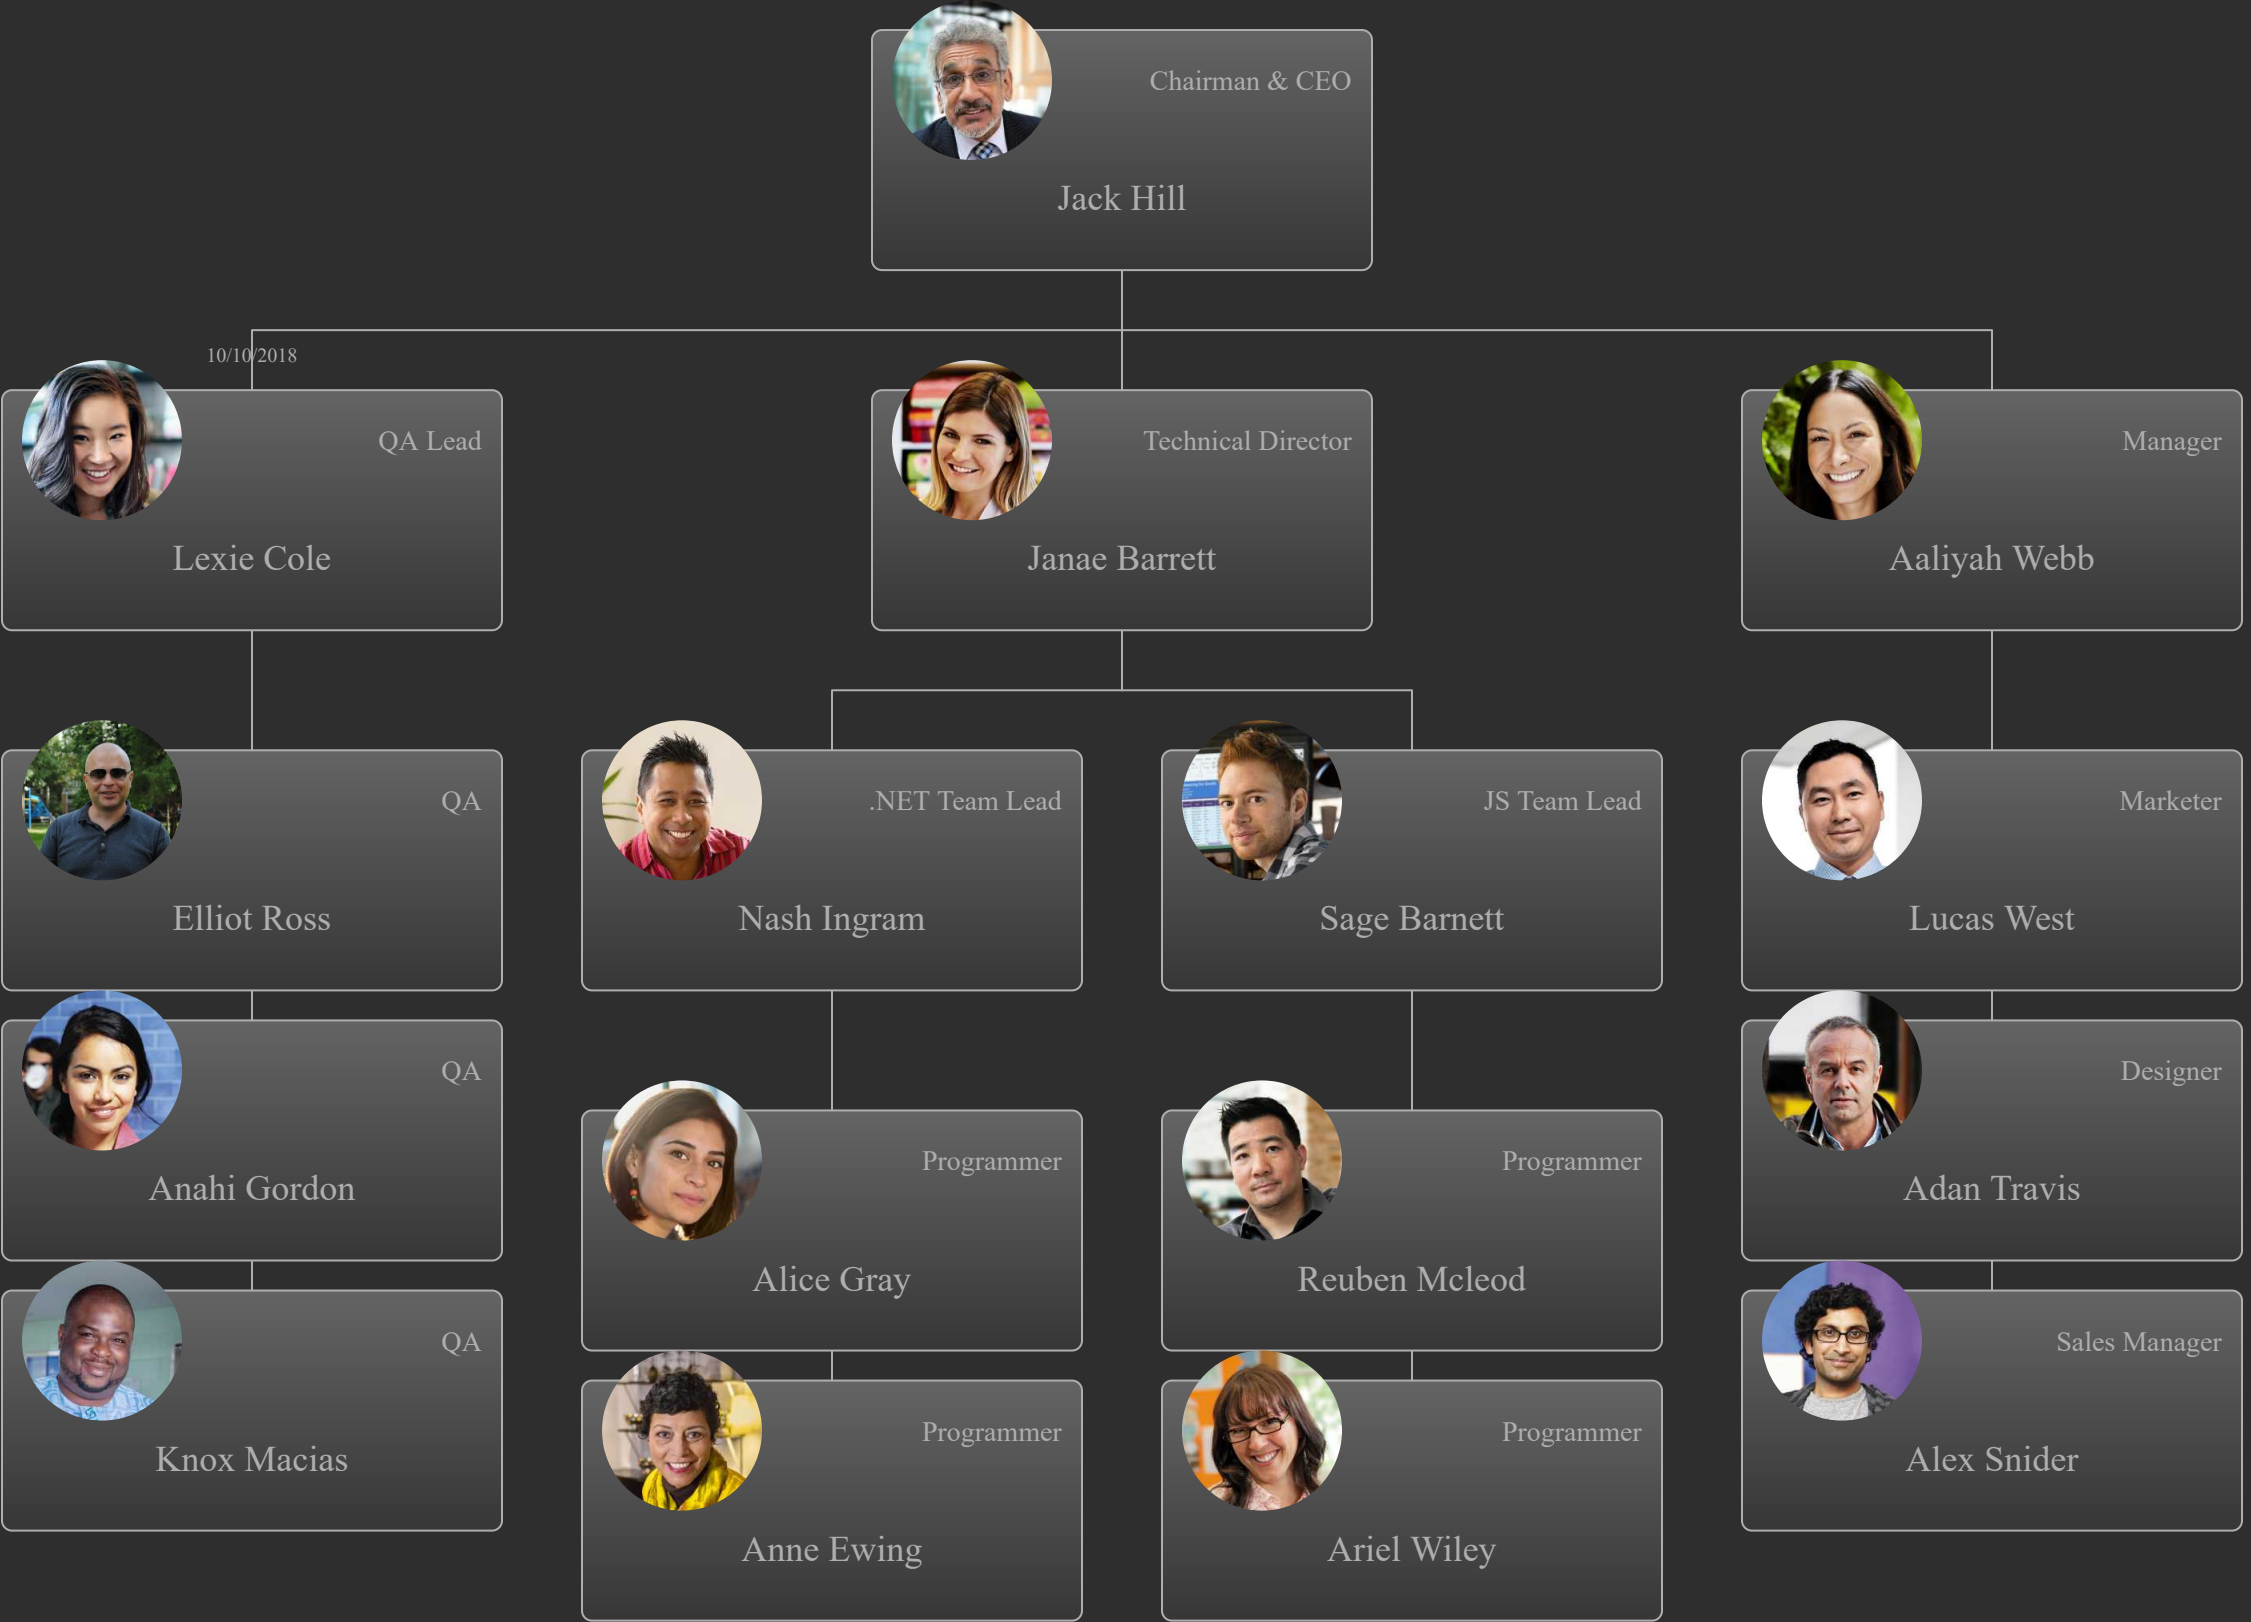 Chairman & CEO
Jack Hill
10/10/2018
QA Lead
Lexie Cole
Technical Director
Janae Barrett
Manager
Aaliyah Webb
QA
Elliot Ross
.NET Team Lead
Nash Ingram
JS Team Lead
Sage Barnett
Marketer
Lucas West
QA
Anahi Gordon
Designer
Adan Travis
Programmer
Alice Gray
Programmer
Reuben Mcleod
QA
Knox Macias
Sales Manager
Alex Snider
Programmer
Anne Ewing
Programmer
Ariel Wiley